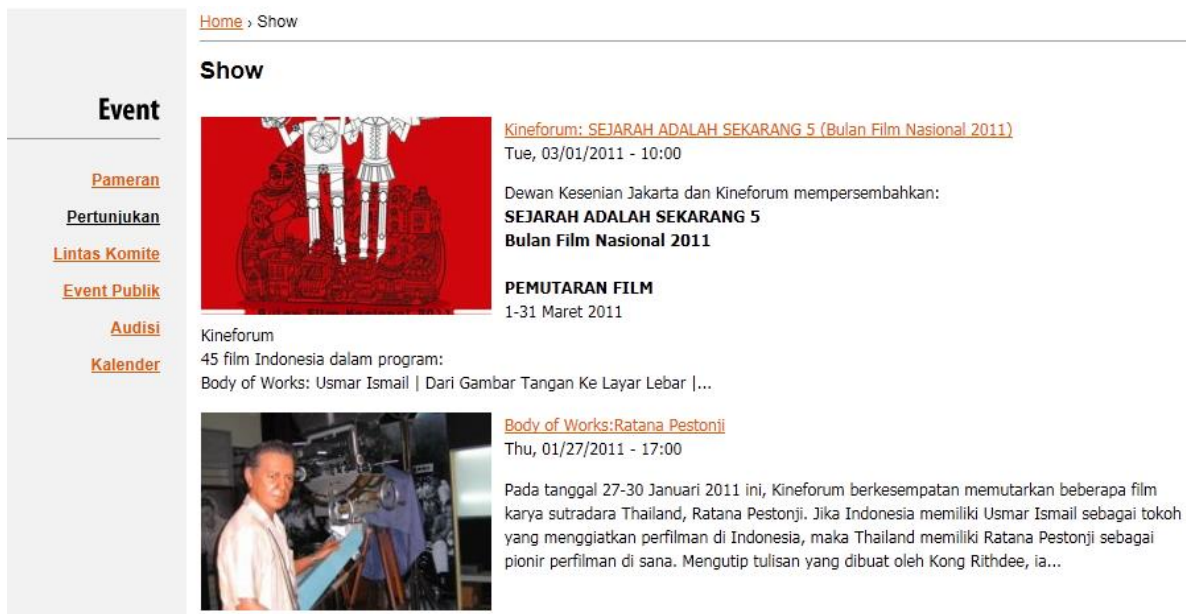 Home › Show
Show
Event
Pameran
Pertunjukan
Lintas Komite
Event Publik
Audisi
Kalender
Kineforum: SEJARAH ADALAH SEKARANG 5 (Bulan Film Nasional 2011)
Tue, 03/01/2011 - 10:00
Dewan Kesenian Jakarta dan Kineforum mempersembahkan:
SEJARAH ADALAH SEKARANG 5
Bulan Film Nasional 2011
PEMUTARAN FILM
1-31 Maret 2011
Bulan Film Nasional 2011
Kineforum
45 film Indonesia dalam program:
Body of Works: Usmar Ismail | Dari Gambar Tangan Ke Layar Lebar |...
Body of Works:Ratana Pestonji
Thu, 01/27/2011 - 17:00
Pada tanggal 27-30 Januari 2011 ini, Kineforum berkesempatan memutarkan beberapa film
karya sutradara Thailand, Ratana Pestonji. Jika Indonesia memiliki Usmar Ismail sebagai tokoh
yang menggiatkan perfilman di Indonesia, maka Thailand memiliki Ratana Pestonji sebagai
pionir perfilman di sana. Mengutip tulisan yang dibuat oleh Kong Rithdee, ia...